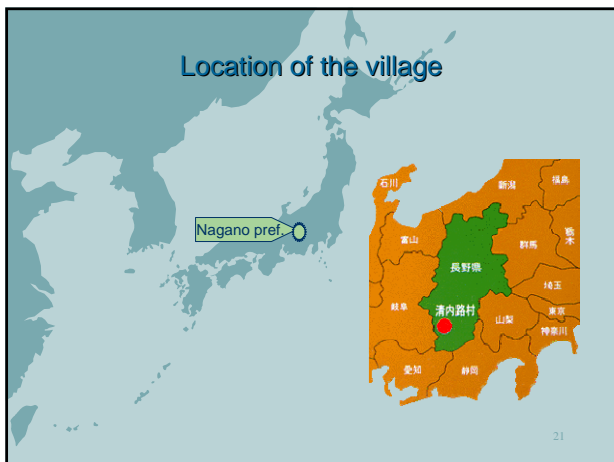 Location of the village
Nagano pref.
石川
新潟
福島
富山
群馬
栃木
長野県
埼玉
岐阜
清内路村
東京
山梨
神奈川
愛知
静岡
21